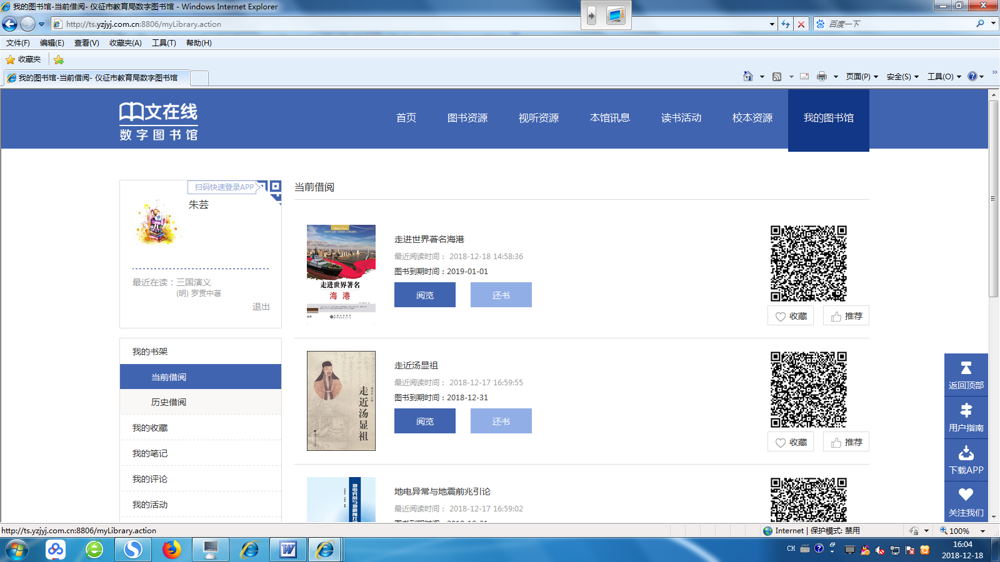 我的图书馆-当前借阅- 仪征市教育局数字图书馆 - Windows Internet Explorer
http://ts.yzjyj.com.cn:8806/myLibrary.action
百度一下
文件(F) 编辑(E) 查看(V) 收藏夹(A) 工具(T) 帮助(H)
收藏夹
我的图书馆-当前借阅- 仪征市教育局数字图书馆
页面(P) 安全(S) 工具(O)
中文在线
数字图书馆
首页 图书资源 视听资源 本馆讯息 读书活动 校本资源 我的图书馆
扫码快速登录APP
朱芸
最近在读：三国演义
(明) 罗贯中著
退出
我的书架
当前借阅
历史借阅
我的收藏
我的笔记
我的评论
我的活动
当前借阅
走进世界著名
海 港
走进世界著名海港
最近阅读时间： 2018-12-18 14:58:36
图书到期时间：2019-01-01
阅览 还书
收藏 推荐
走近汤显祖
走近汤显祖
最近阅读时间： 2018-12-17 16:59:55
图书到期时间：2018-12-31
阅览 还书
收藏 推荐
地电异常与地震前兆引论
最近阅读时间： 2018-12-17 16:59:02
图书到期时间：2018-12-31
返回顶部
用户指南
下载APP
关注我们
http://ts.yzjyj.com.cn:8806/myLibrary.action
Internet | 保护模式: 禁用
100%
CH
16:04
2018-12-18